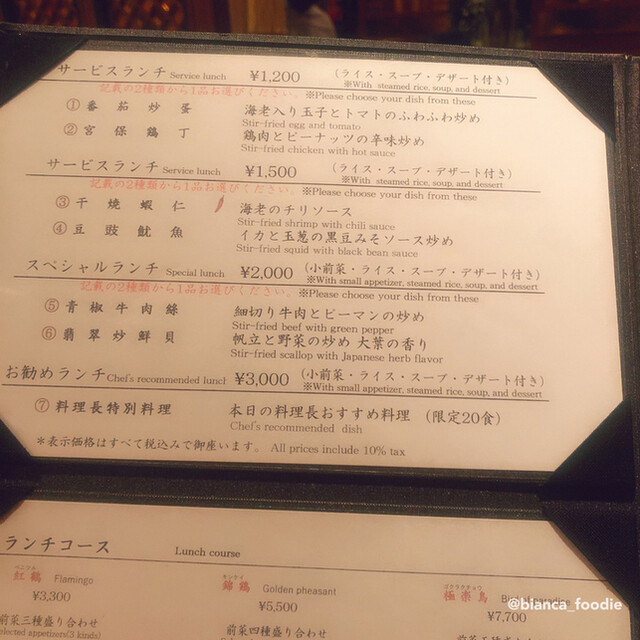 サービスランチ Service lunch ¥1,200 (ライス・スープ・デザート付き)
※With steamed rice, soup, and dessert
記載の2種類から1品お選びください。 ※Please choose your dish from these
① 番茄炒蛋 海老入り玉子とトマトのふわふわ炒め
Stir-fried egg and tomato
② 宮保鶏丁 鶏肉とピーナッツの辛味炒め
Stir-fried chicken with hot sauce
サービスランチ Service lunch ¥1,500 (ライス・スープ・デザート付き)
※With steamed rice, soup, and dessert
記載の2種類から1品お選びください。 ※Please choose your dish from these
③ 干焼蝦仁 海老のチリソース
Stir-fried shrimp with chili sauce
④ 豆豉魷魚 イカと玉葱の黒豆みそソース炒め
Stir-fried squid with black bean sauce
スペシャルランチ Special lunch ¥2,000 (小前菜・ライス・スープ・デザート付き)
※With small appetizer, steamed rice, soup, and dessert
記載の2種類から1品お選びください。 ※Please choose your dish from these
⑤ 青椒牛肉絲 細切り牛肉とピーマンの炒め
Stir-fried beef with green pepper
⑥ 翡翠炒鮮貝 帆立と野菜の炒め 大葉の香り
Stir-fried scallop with Japanese herb flavor
お勧めランチ Chef's recommended lunch ¥3,000 (小前菜・ライス・スープ・デザート付き)
※With small appetizer, steamed rice, soup, and dessert
⑦ 料理長特別料理 本日の料理長おすすめ料理 (限定20食)
Chef's recommended dish
*表示価格はすべて税込みで御座います。 All prices include 10% tax
ランチコース Lunch course
紅鶴 Flamingo
¥3,300
前菜三種盛り合わせ
selected appetizers(3 kinds)
錦鶏 Golden pheasant
¥5,500
前菜四種盛り合わせ
ゴクラクチョウ
極楽鳥
¥7,700
@bianca_foodie